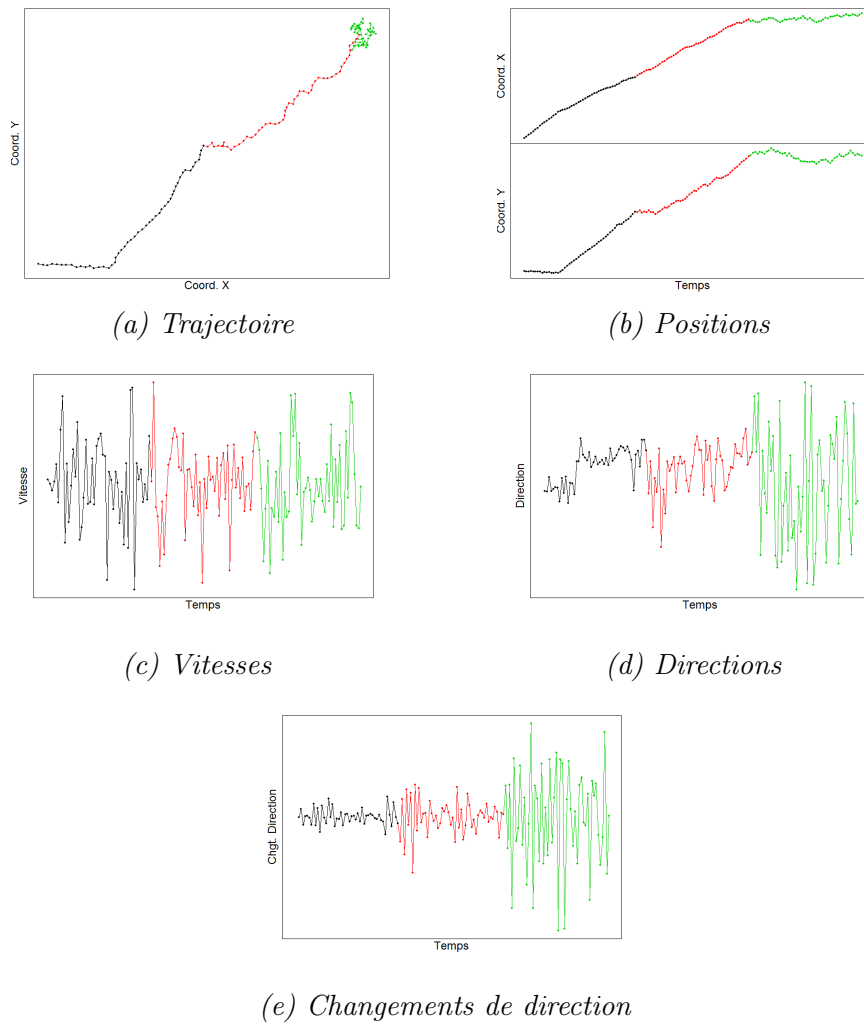 Coord. Y
Coord. X
(a) Trajectoire
Coord. X
Coord. Y
Temps
(b) Positions
Vitesse
Temps
(c) Vitesses
Direction
Temps
(d) Directions
Chgt. Direction
Temps
(e) Changements de direction